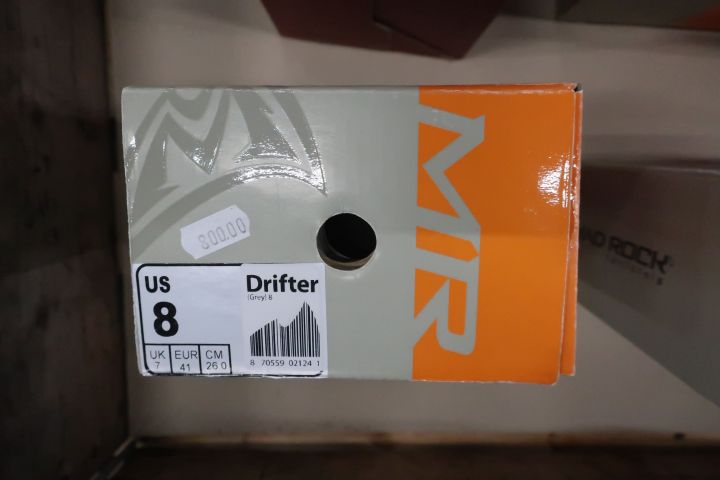 800.00
US
8
UK EUR CM
7 41 26.0
Drifter
(Grey) 8
8 70559 02124 1
MR
ROCK